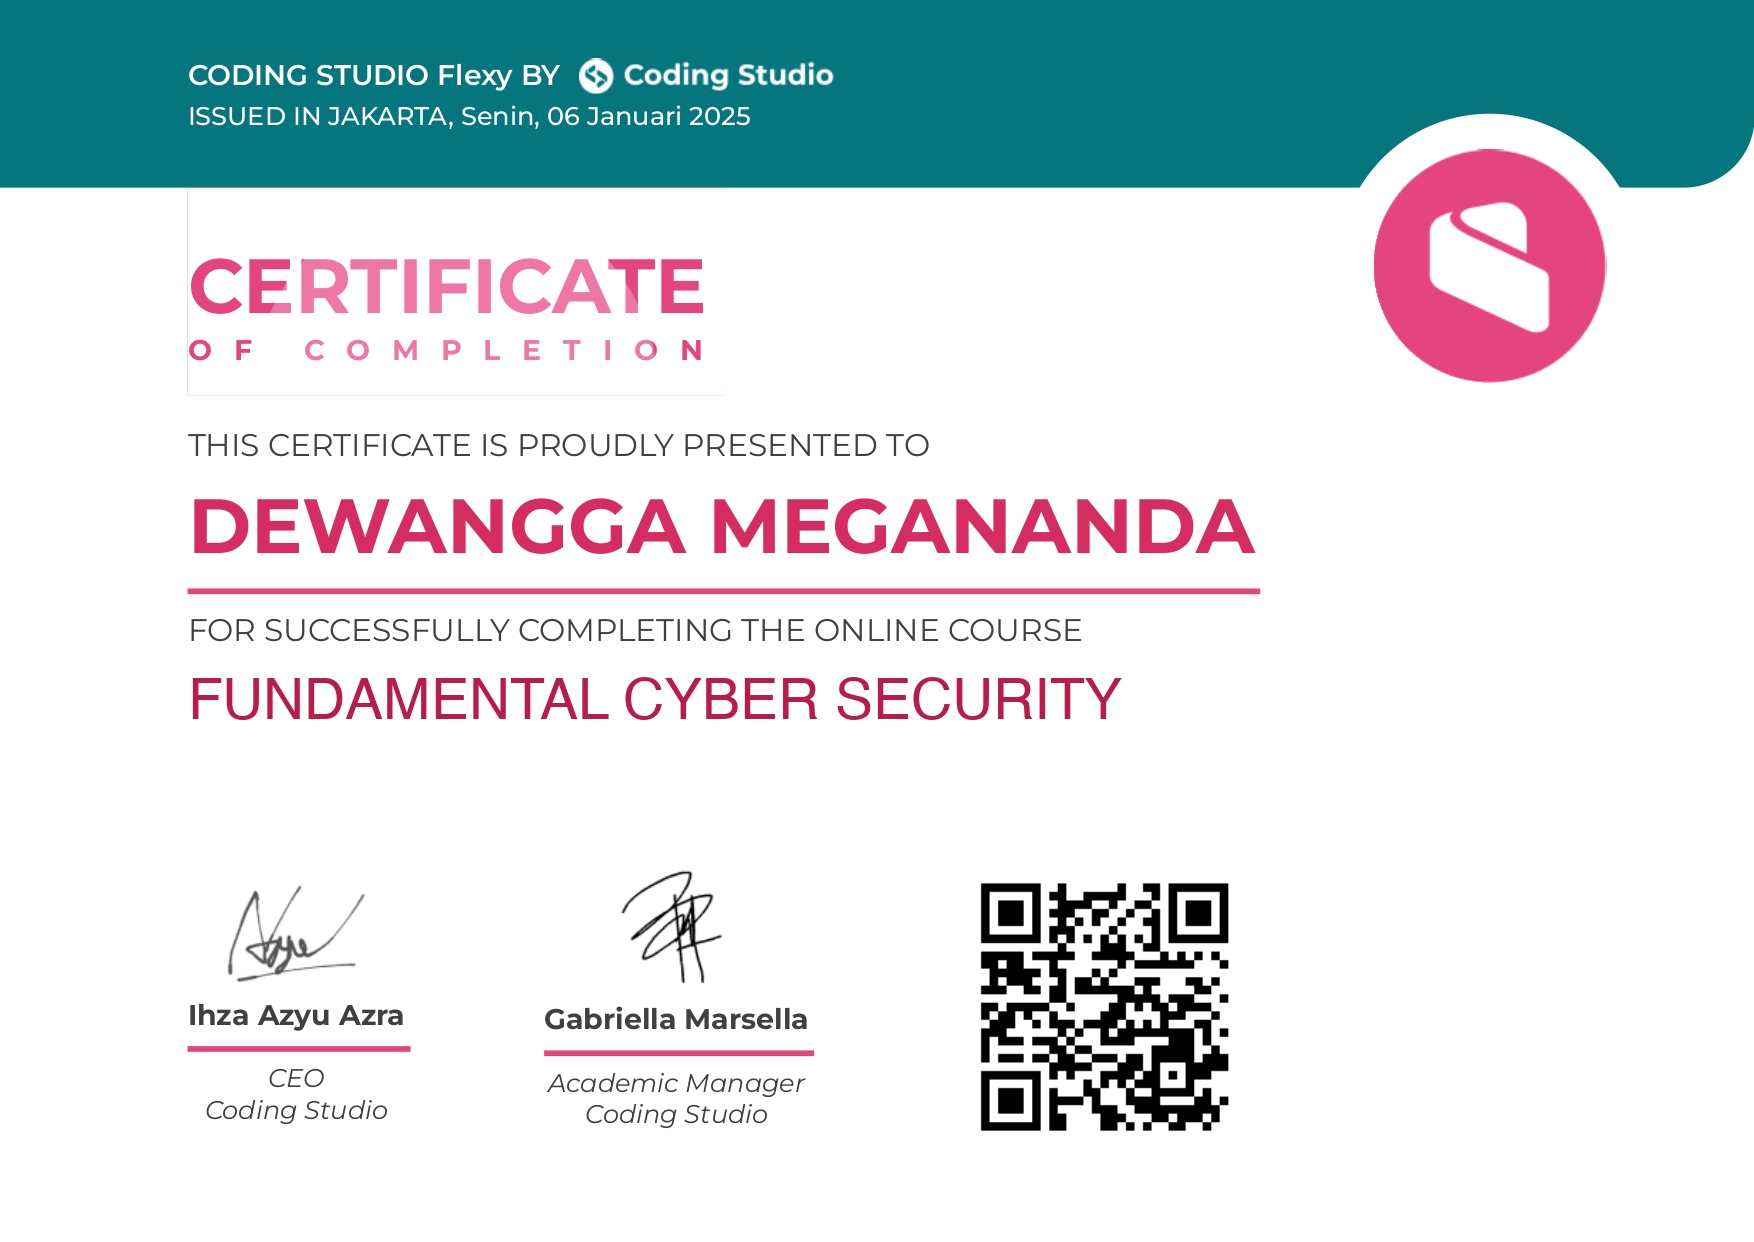 CODING STUDIO Flexy BY Coding Studio
ISSUED IN JAKARTA, Senin, 06 Januari 2025
CERTIFICATE
OF COMPLETION
THIS CERTIFICATE IS PROUDLY PRESENTED TO
DEWANGGA MEGANANDA
FOR SUCCESSFULLY COMPLETING THE ONLINE COURSE
FUNDAMENTAL CYBER SECURITY
Ihza Azyu Azra
CEO
Coding Studio
Gabriella Marsella
Academic Manager
Coding Studio